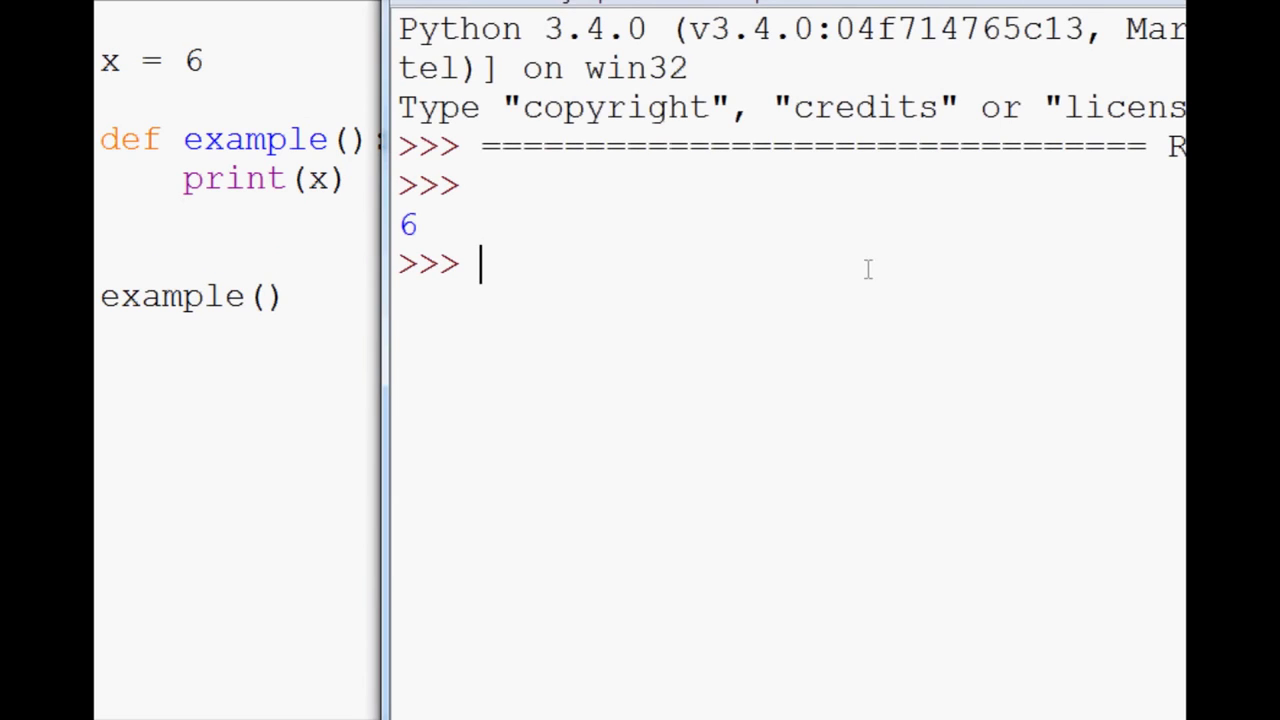 x = 6
def example():
    print(x)
example()
Python 3.4.0 (v3.4.0:04f714765c13, Mar
tel)] on win32
Type "copyright", "credits" or "licens
>>> ================================ R
>>>
6
>>>